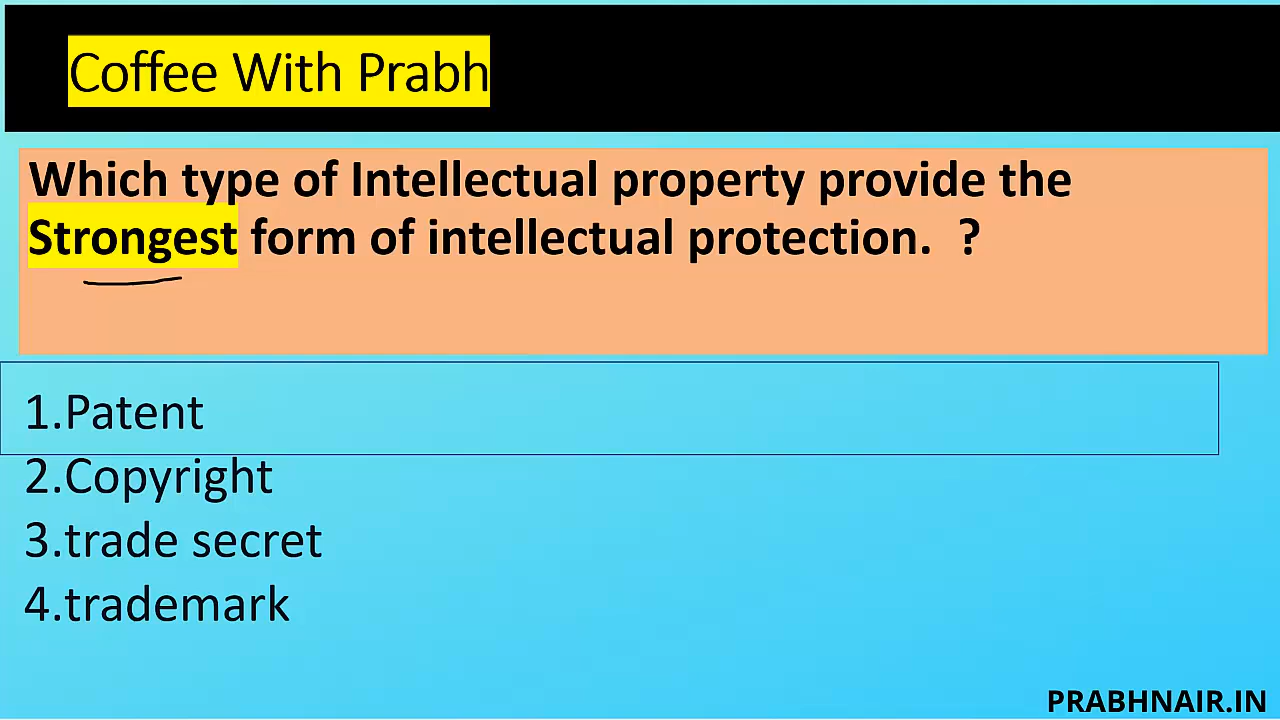 Coffee With Prabh
Which type of Intellectual property provide the
Strongest form of intellectual protection.  ?
1.Patent
2.Copyright
3.trade secret
4.trademark
PRABHNAIR.IN